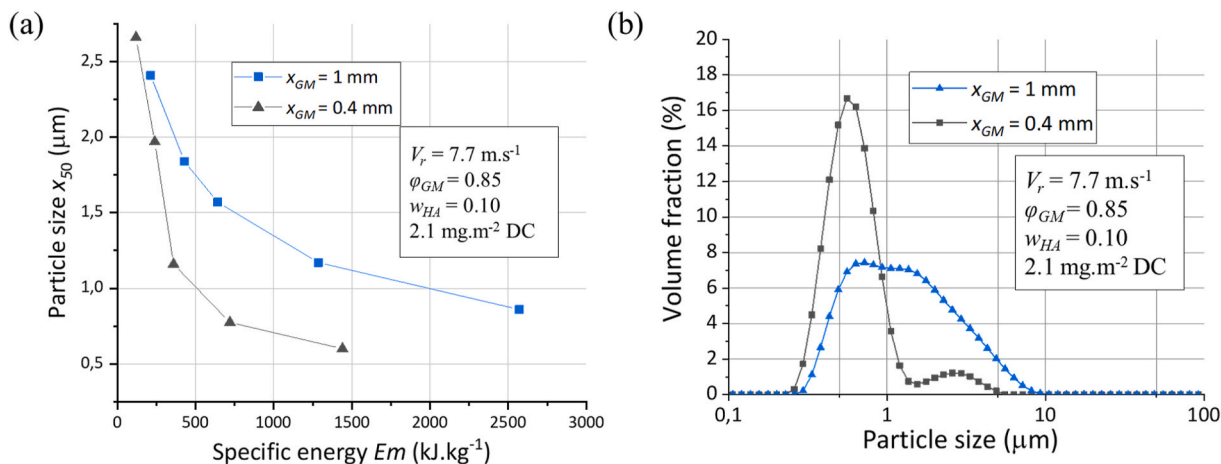 (a)
Particle size x50 (μm)
2,5
2,0
1,5
1,0
0,5
xGM = 1 mm
xGM = 0.4 mm
Vr = 7.7 m.s-1
φGM = 0.85
wHA = 0.10
2.1 mg.m-2 DC
0 500 1000 1500 2000 2500 3000
Specific energy Em (kJ.kg-1)
(b)
Volume fraction (%)
20
18
16
14
12
10
8
6
4
2
0
xGM = 1 mm
xGM = 0.4 mm
Vr = 7.7 m.s-1
φGM = 0.85
wHA = 0.10
2.1 mg.m-2 DC
0,1 1 10 100
Particle size (μm)